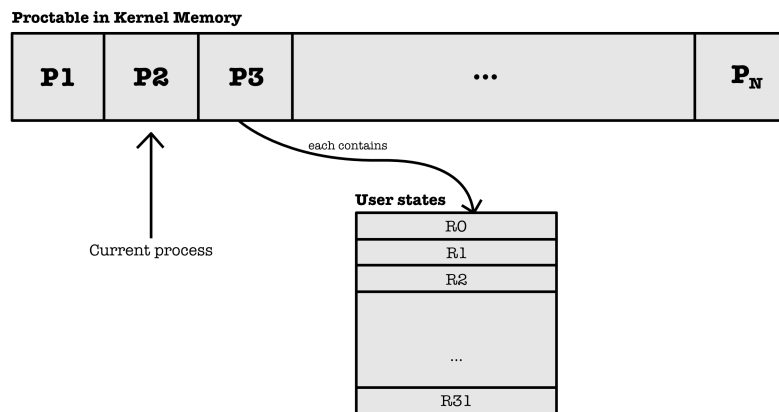 Proctable in Kernel Memory
P1 P2 P3 ... PN
each contains
User states
Current process
R0
R1
R2
...
R31